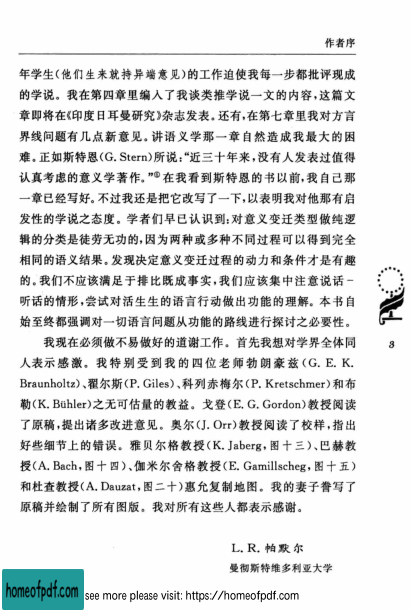 作者序
年学生(他们生来就持异端意见)的工作迫使我每一步都批评现成
的学说。我在第四章里编入了我谈类推学说一文的内容,这篇文
章即将在《印度日耳曼研究》杂志发表。还有,在第七章里我对方言
界线问题有几点新意见。讲语义学那一章自然造成我最大的困
难。正如斯特恩(G. Stern)所说:“近三十年来,没有人发表过值得
认真考虑的意义学著作。”①在我看到斯特恩的书以前,我自己那
一章已经写好。不过我还是把它改写了一下,以表明我对他那有启
发性的学说之态度。学者们早已认识到:对意义变迁类型做纯逻
辑的分类是徒劳无功的,因为两种或多种不同过程可以得到完全
相同的语义结果。发现决定意义变迁过程的动力和条件才是有趣
的。我们不应该满足于排比既成事实,我们应该集中注意说话-
听话的情形,尝试对活生生的语言行动做出功能的理解。本书自
始至终都强调对一切语言问题从功能的路线进行探讨之必要性。
我现在必须做不易做好的道谢工作。首先我想对学界全体同
人表示感激。我特别受到我的四位老师勃朗豪兹(G. E. K.
Braunholtz)、翟尔斯(P. Giles)、科列赤梅尔(P. Kretschmer)和布
勒(K. Bühler)之无可估量的教益。戈登(E. G. Gordon)教授阅读
了原稿,提出诸多改进意见。奥尔(J. Orr)教授阅读了校样,指出
好些细节上的错误。雅贝尔格教授(K. Jaberg,图十三)、巴赫教
授(A. Bach,图十四)、伽米尔舍格教授(E. Gamillscheg,图十五)
和杜查教授(A. Dauzat,图二十)惠允复制地图。我的妻子誊写了
原稿并绘制了所有图版。我对所有这些人都表示感谢。
L. R. 帕默尔
曼彻斯特维多利亚大学
3
homeofpdf.com
see more please visit: https://homeofpdf.com